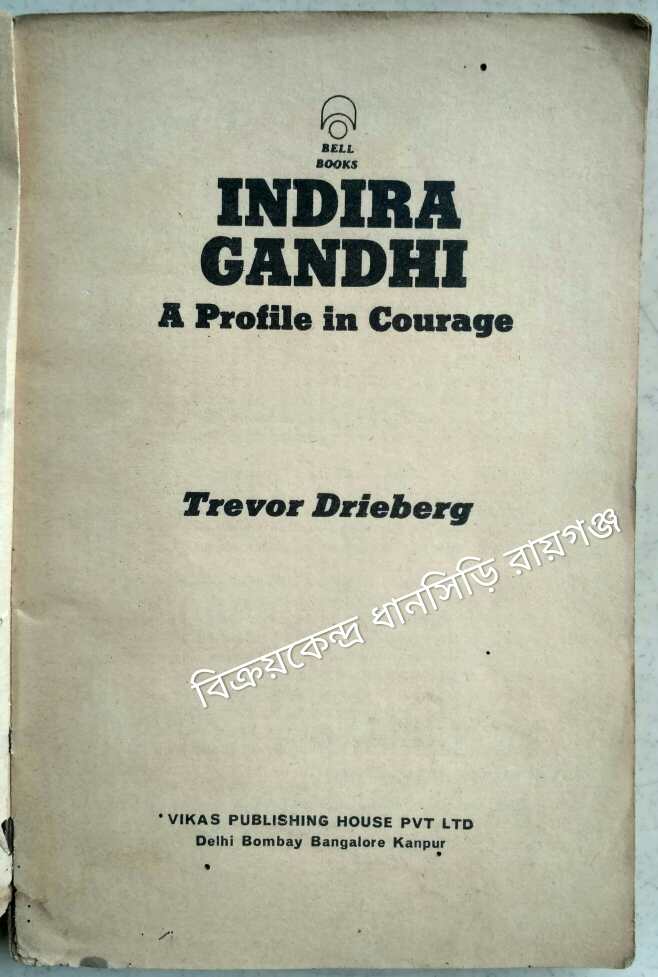 BELL
BOOKS
INDIRA
GANDHI
A Profile in Courage
Trevor Drieberg
বিক্রয়কেন্দ্র ধানসিড়ি রায়গঞ্জ
VIKAS PUBLISHING HOUSE PVT LTD
Delhi Bombay Bangalore Kanpur